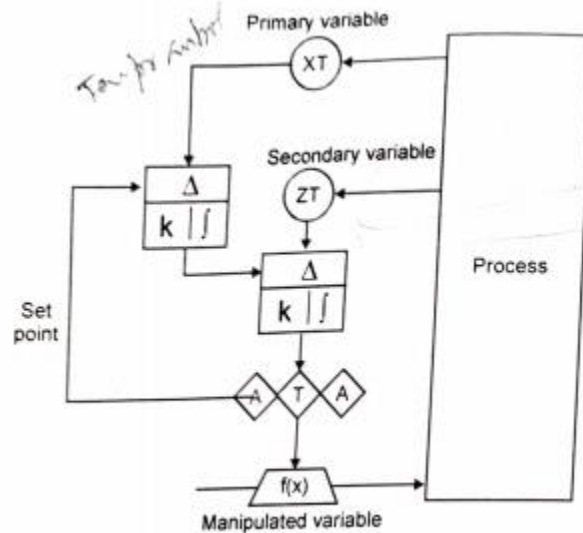 Primary variable
XT
Secondary variable
ZT
Δ
k | ∫
Δ
k | ∫
Process
Set
point
A
T
A
f(x)
Manipulated variable